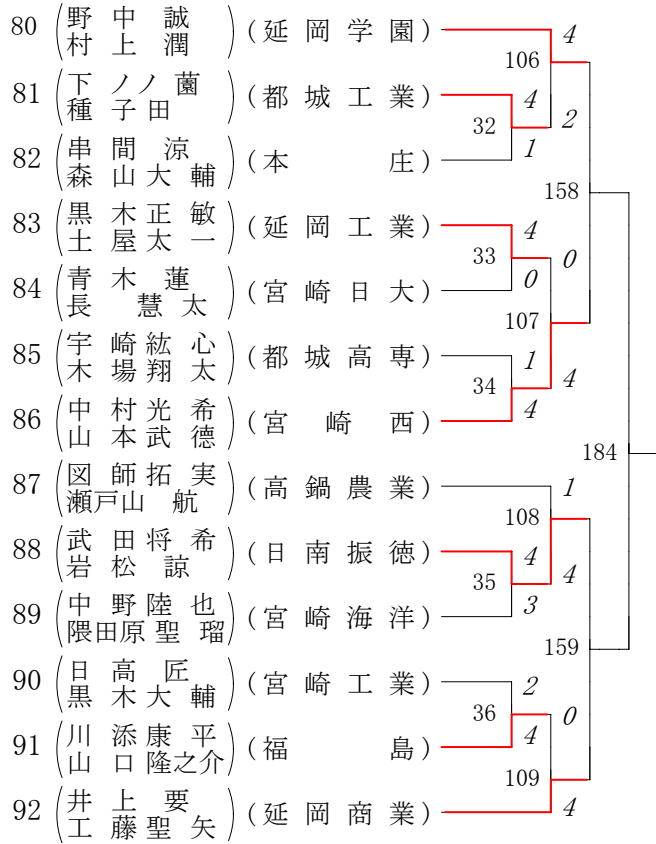 80 野中誠 村上潤 (延岡学園) 4
106
81 下ノノ薗 種子田 (都城工業) 4 2
32
82 串間涼 森山大輔 (本庄) 1
158
83 黒木正敏 土屋太一 (延岡工業) 4
33 0
84 青木蓮 長慧太 (宮崎日大) 0
107
85 宇崎紘心 木場翔太 (都城高専) 1
34 4
86 中村光希 山本武德 (宮崎西) 4
184
87 図師拓実 瀬戸山航 (高鍋農業) 1
108
88 武田将希 岩松諒 (日南振徳) 4 4
35
89 中野陸也 隈田原聖瑠 (宮崎海洋) 3
159
90 日高匠 黒木大輔 (宮崎工業) 2
36 0
91 川添康平 山口隆之介 (福島) 4
109
92 井上要 工藤聖矢 (延岡商業) 4